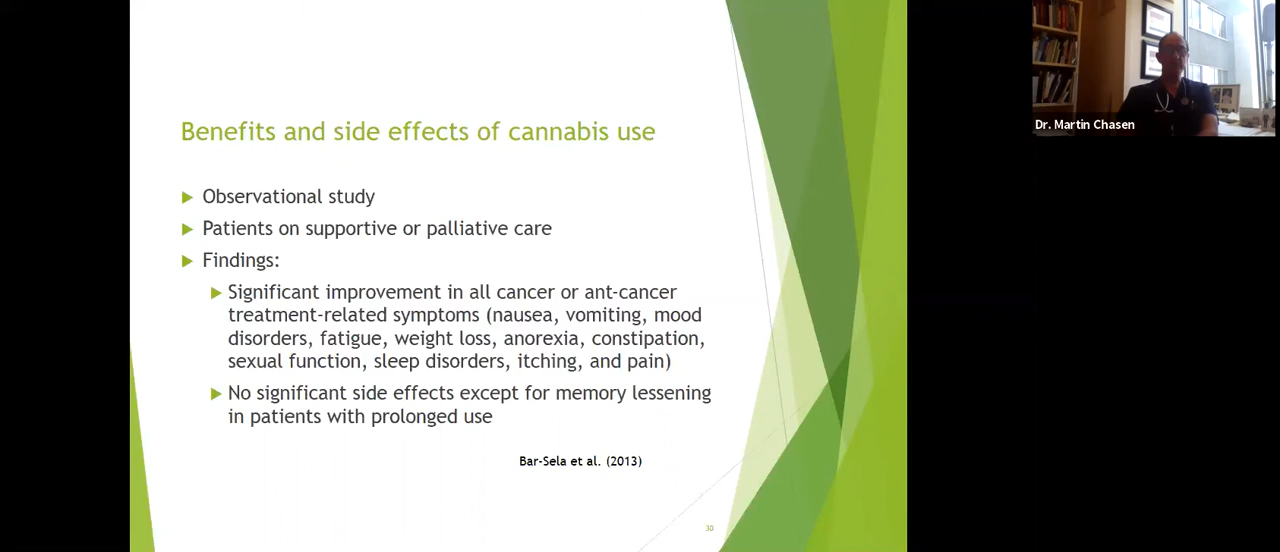 Benefits and side effects of cannabis use
Observational study
Patients on supportive or palliative care
Findings:
Significant improvement in all cancer or ant-cancer
treatment-related symptoms (nausea, vomiting, mood
disorders, fatigue, weight loss, anorexia, constipation,
sexual function, sleep disorders, itching, and pain)
No significant side effects except for memory lessening
in patients with prolonged use
Bar-Sela et al. (2013)
30
Dr. Martin Chasen